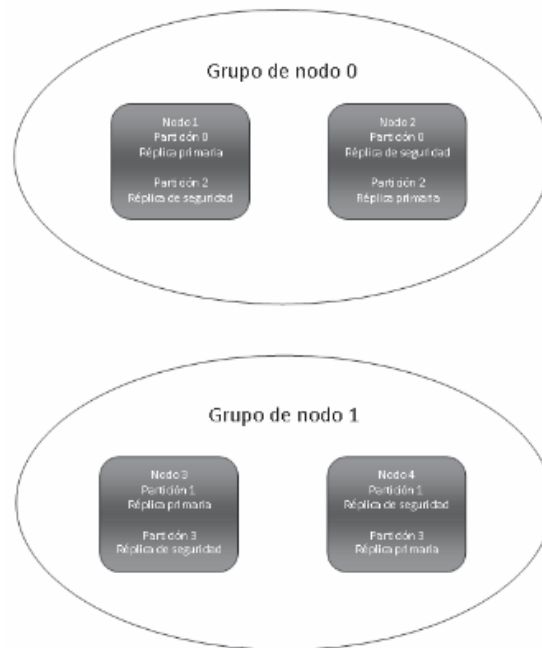 Grupo de nodo 0
Nodo 1
Partición 0
Réplica primaria
Partición 2
Réplica de seguridad
Nodo 2
Partición 0
Réplica de seguridad
Partición 2
Réplica primaria
Grupo de nodo 1
Nodo 3
Partición 1
Réplica primaria
Partición 3
Réplica de seguridad
Nodo 4
Partición 1
Réplica de seguridad
Partición 3
Réplica primaria